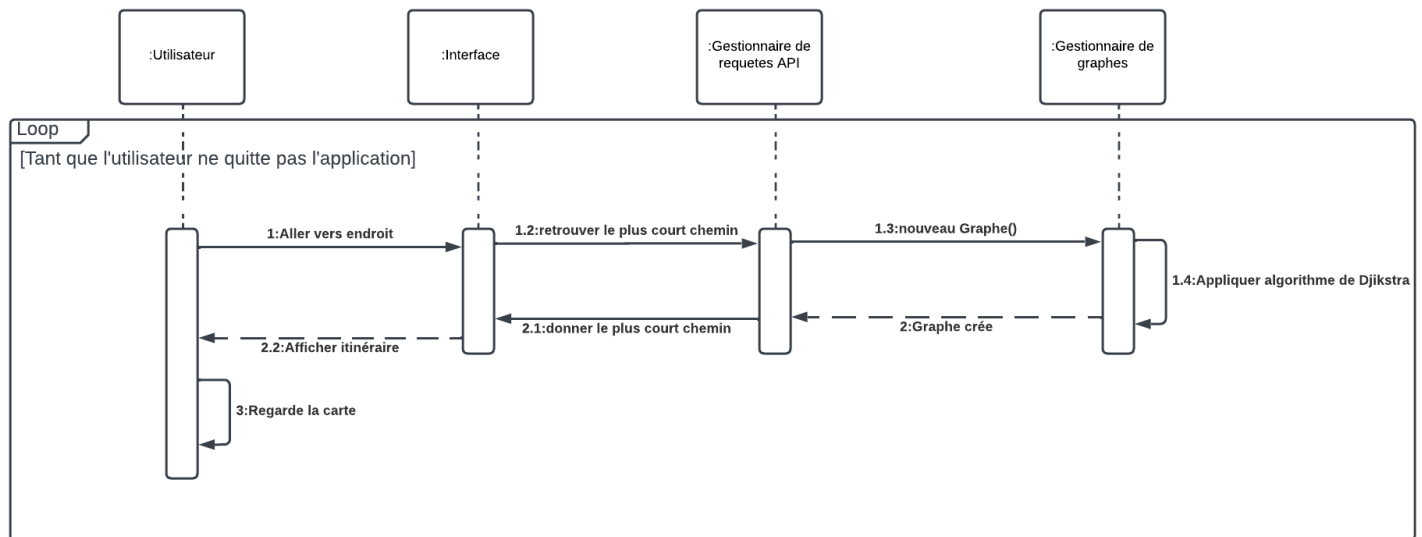 :Utilisateur
:Interface
:Gestionnaire de
requetes API
:Gestionnaire de
graphes
Loop
[Tant que l'utilisateur ne quitte pas l'application]
1:Aller vers endroit
1.2:retrouver le plus court chemin
1.3:nouveau Graphe()
1.4:Appliquer algorithme de Djikstra
2:Graphe crée
2.1:donner le plus court chemin
2.2:Afficher itinéraire
3:Regarde la carte